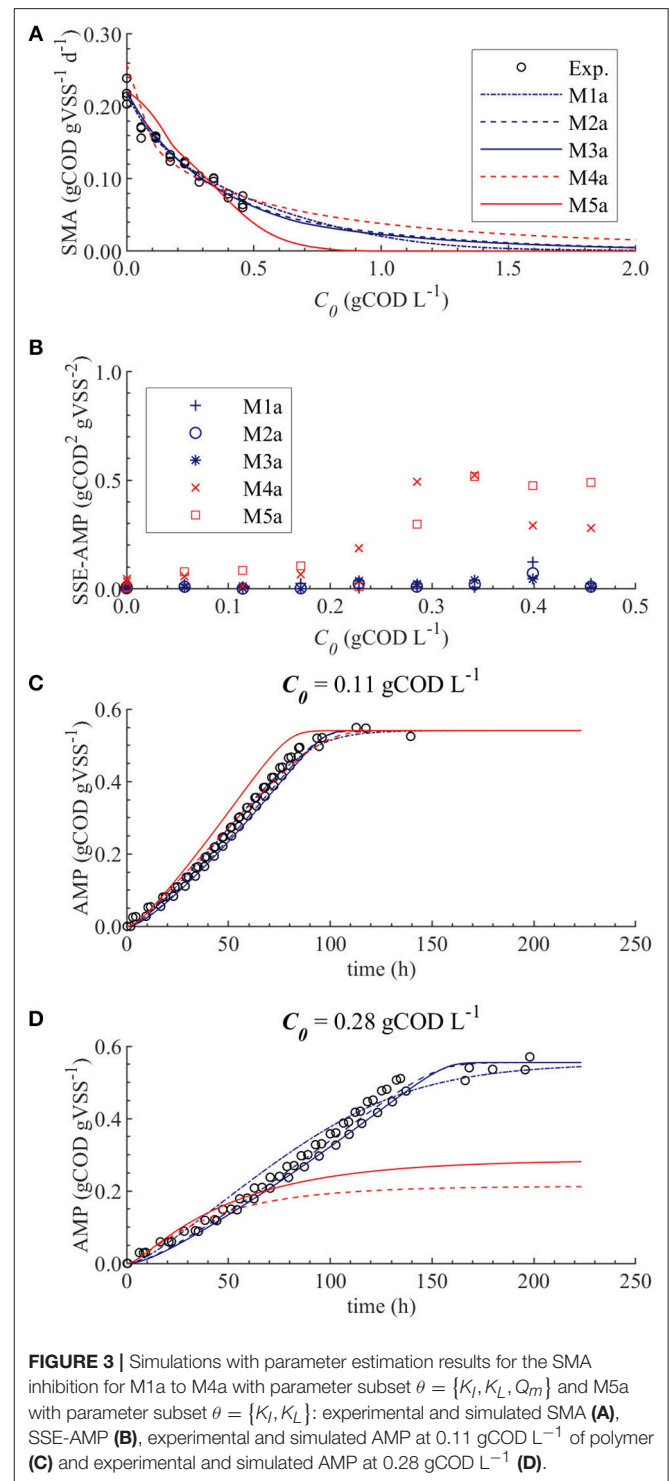 A
SMA (gCOD gVSS⁻¹ d⁻¹)
0.30
0.20
0.10
0.00
Exp.
M1a
M2a
M3a
M4a
M5a
0.0 0.5 1.0 1.5 2.0
C₀ (gCOD L⁻¹)
B
SSE-AMP (gCOD² gVSS⁻²)
1.0
0.5
0.0
M1a
M2a
M3a
M4a
M5a
0.0 0.1 0.2 0.3 0.4 0.5
C₀ (gCOD L⁻¹)
C
C₀ = 0.11 gCOD L⁻¹
AMP (gCOD gVSS⁻¹)
0.6
0.4
0.2
0.0
0 50 100 150 200 250
time (h)
D
C₀ = 0.28 gCOD L⁻¹
AMP (gCOD gVSS⁻¹)
0.6
0.4
0.2
0.0
0 50 100 150 200 250
time (h)
FIGURE 3 | Simulations with parameter estimation results for the SMA
inhibition for M1a to M4a with parameter subset θ = {K_I, K_L, Q_m} and M5a
with parameter subset θ = {K_I, K_L}: experimental and simulated SMA (A),
SSE-AMP (B), experimental and simulated AMP at 0.11 gCOD L⁻¹ of polymer
(C) and experimental and simulated AMP at 0.28 gCOD L⁻¹ (D).